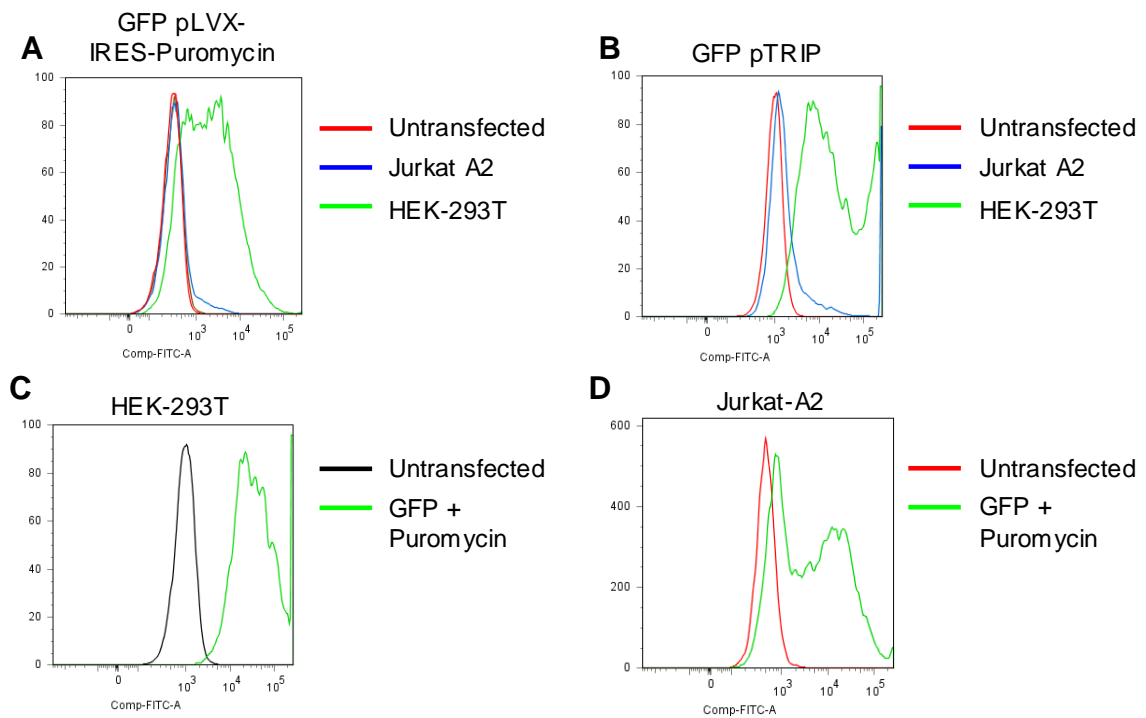 A
GFP pLVX-
IRES-Puromycin
100
80
60
40
20
0
0
10³
10⁴
10⁵
Comp-FITC-A
Untransfected
Jurkat A2
HEK-293T
B
GFP pTRIP
100
80
60
40
20
0
0
10³
10⁴
10⁵
Comp-FITC-A
Untransfected
Jurkat A2
HEK-293T
C
HEK-293T
100
80
60
40
20
0
0
10³
10⁴
10⁵
Comp-FITC-A
Untransfected
GFP +
Puromycin
D
Jurkat-A2
600
400
200
0
0
10³
10⁴
10⁵
Comp-FITC-A
Untransfected
GFP +
Puromycin